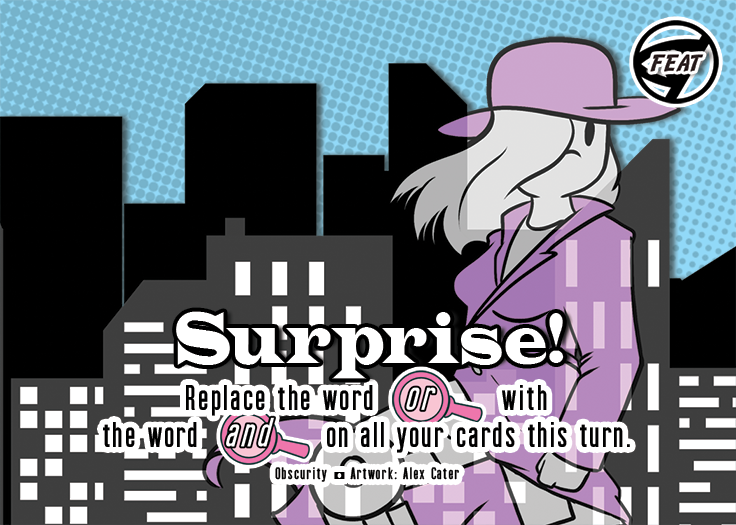 FEAT
Surprise!
Replace the word or with
the word and on all your cards this turn.
Obscurity Artwork: Alex Cater